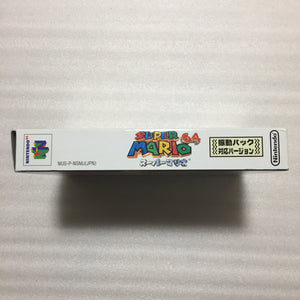 NINTENDO 64
NUS-P-NSMJ(JPN)
SUPER
MARIO 64
スーパーマリオ
振動パック
対応バージョン
Nintendo